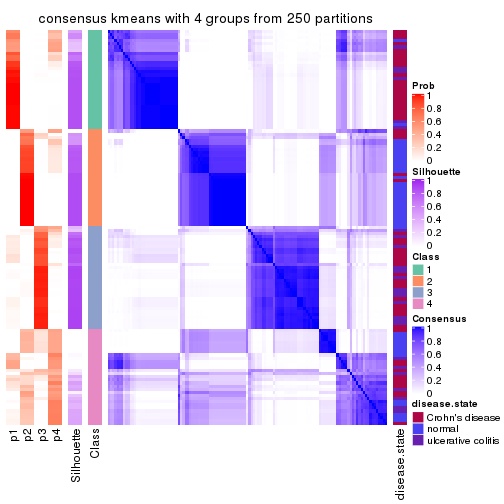 consensus kmeans with 4 groups from 250 partitions
p1
p2
p3
p4
Silhouette
Class
disease.state
Prob
1
0.8
0.6
0.4
0.2
0
Silhouette
1
0.8
0.6
0.4
0.2
0
Class
1
2
3
4
Consensus
1
0.8
0.6
0.4
0.2
0
disease.state
Crohn's disease
normal
ulcerative colitis